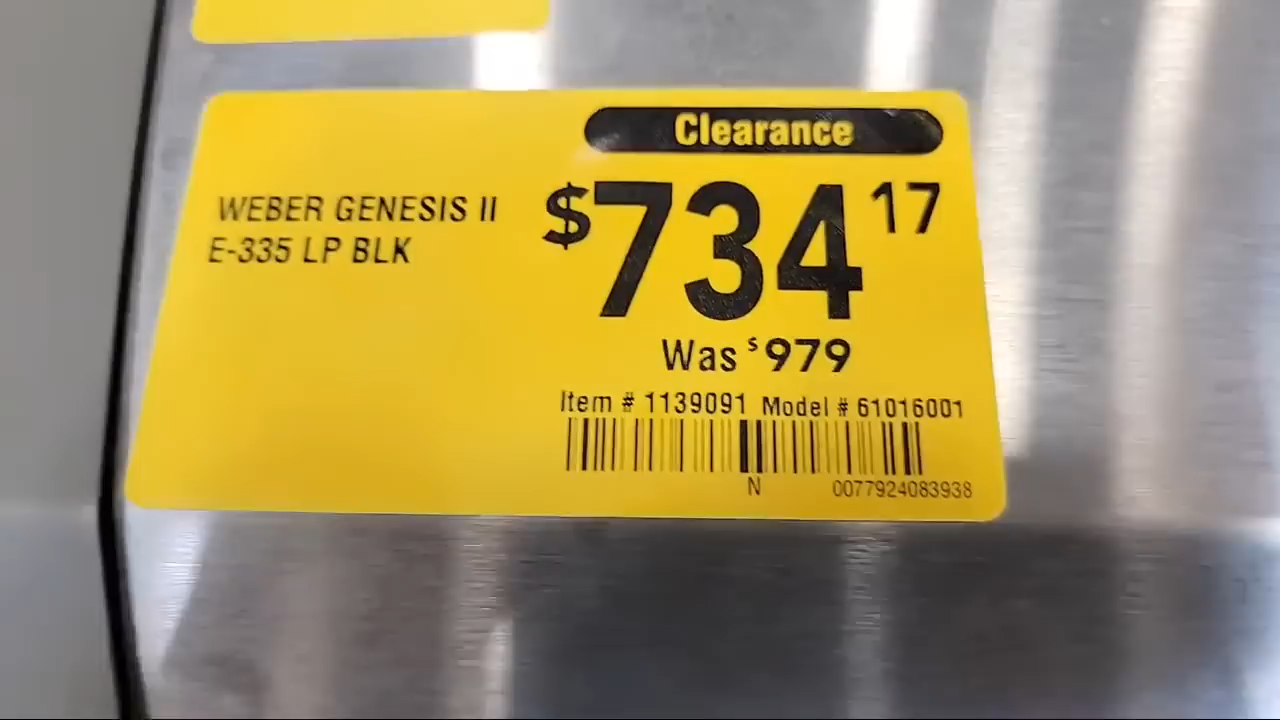 Clearance
WEBER GENESIS II
E-335 LP BLK
$734 17
Was $979
Item # 1139091 Model # 61016001
N 0077924083938